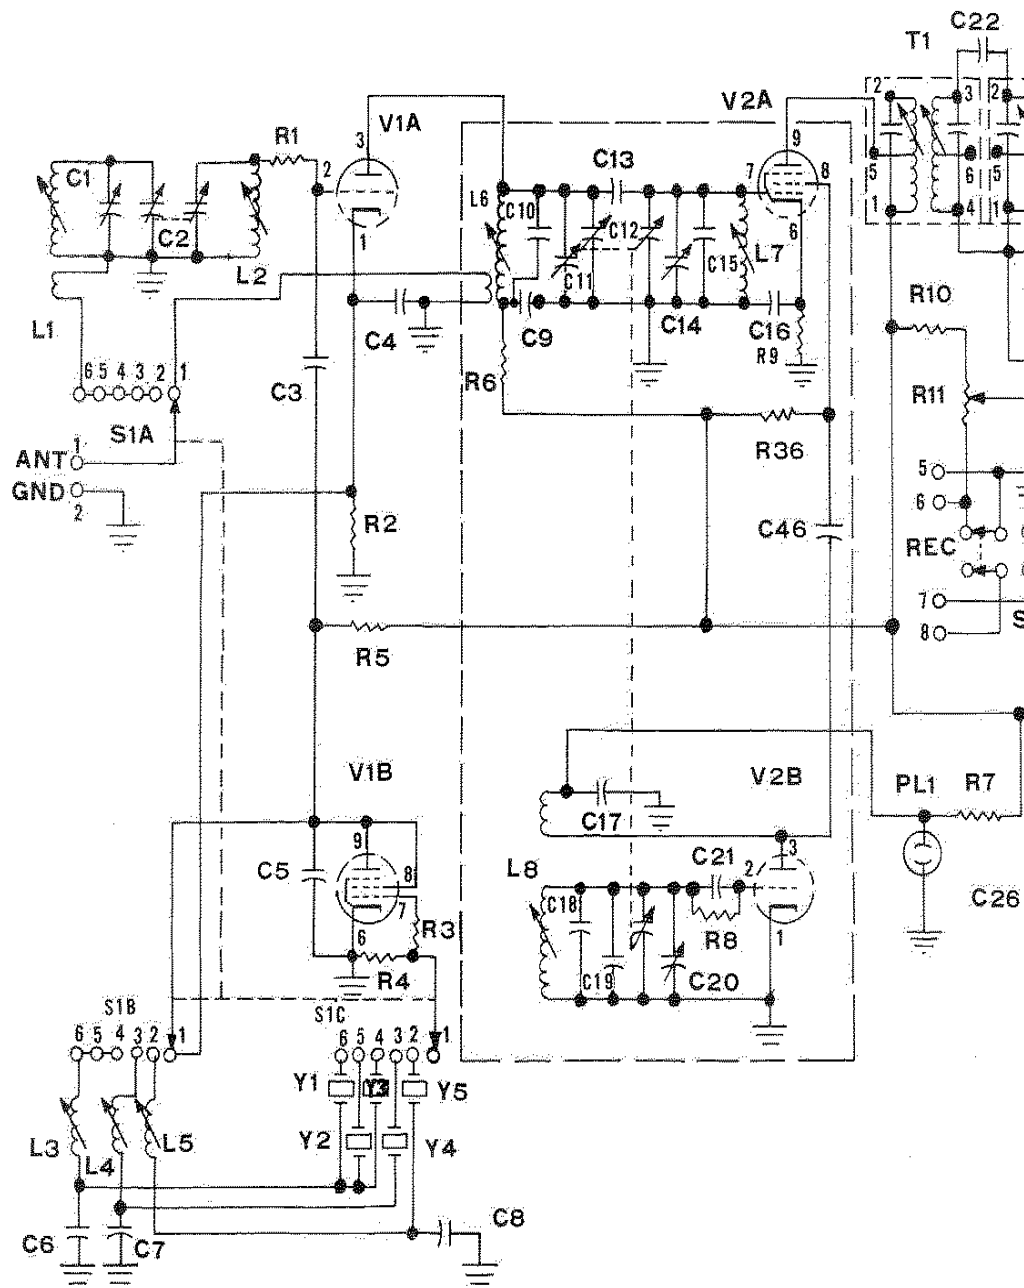 C22
T1
V2A
V1A
R1
3
2
1
C1
C2
L2
L1
C4
C3
6 5 4 3 2 1
S1A
ANT 1
GND 2
R2
R5
L6
C10
C13
C12
C11
C9
C15
L7
C14
C16
R9
7
9
8
6
R6
R36
C46
2
5
1
3
6
4
2
5
1
R10
R11
5
6
REC
7
8
S
V1B
C5
9
8
7
6
R3
R4
S1B
6 5 4 3 2 1
S1C
6 5 4 3 2 1
Y1
Y3
Y5
Y2
Y4
L3
L4
L5
C6
C7
C8
V2B
C17
L8
C21
2
3
1
C18
C19
R8
C20
PL1
R7
C26